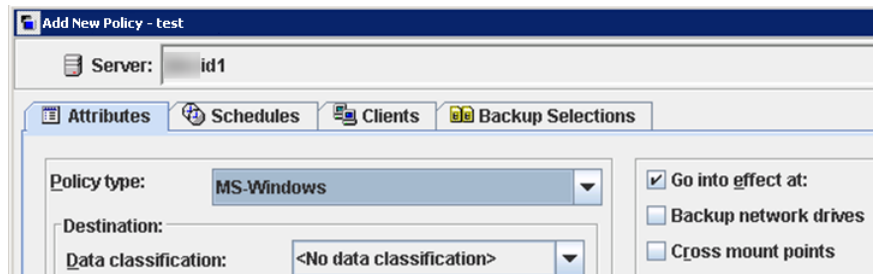 Add New Policy - test
Server: id1
Attributes Schedules Clients Backup Selections
Policy type: MS-Windows
Go into effect at:
Destination:
Backup network drives
Data classification: <No data classification>
Cross mount points